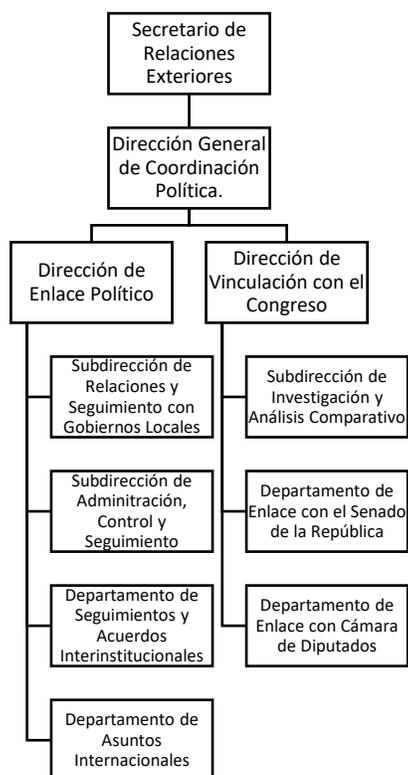 Secretario de
Relaciones
Exteriores
Dirección General
de Coordinación
Política.
Dirección de
Enlace Político
Dirección de
Vinculación con el
Congreso
Subdirección de
Relaciones y
Seguimiento con
Gobiernos Locales
Subdirección de
Adminitración,
Control y
Seguimiento
Departamento de
Seguimientos y
Acuerdos
Interinstitucionales
Departamento de
Asuntos
Internacionales
Subdirección de
Investigación y
Análisis Comparativo
Departamento de
Enlace con el Senado
de la República
Departamento de
Enlace con Cámara
de Diputados